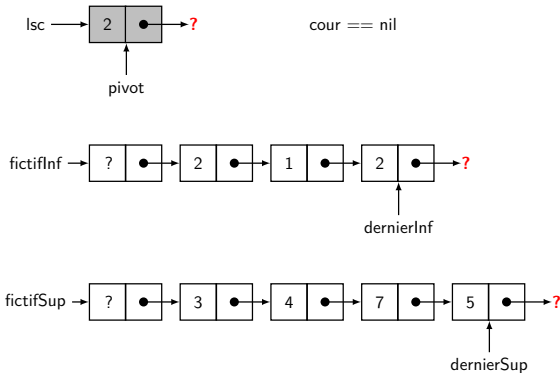 lsc 2 ? cour == nil
pivot
fictifInf ? 2 1 2 ?
dernierInf
fictifSup ? 3 4 7 5 ?
dernierSup